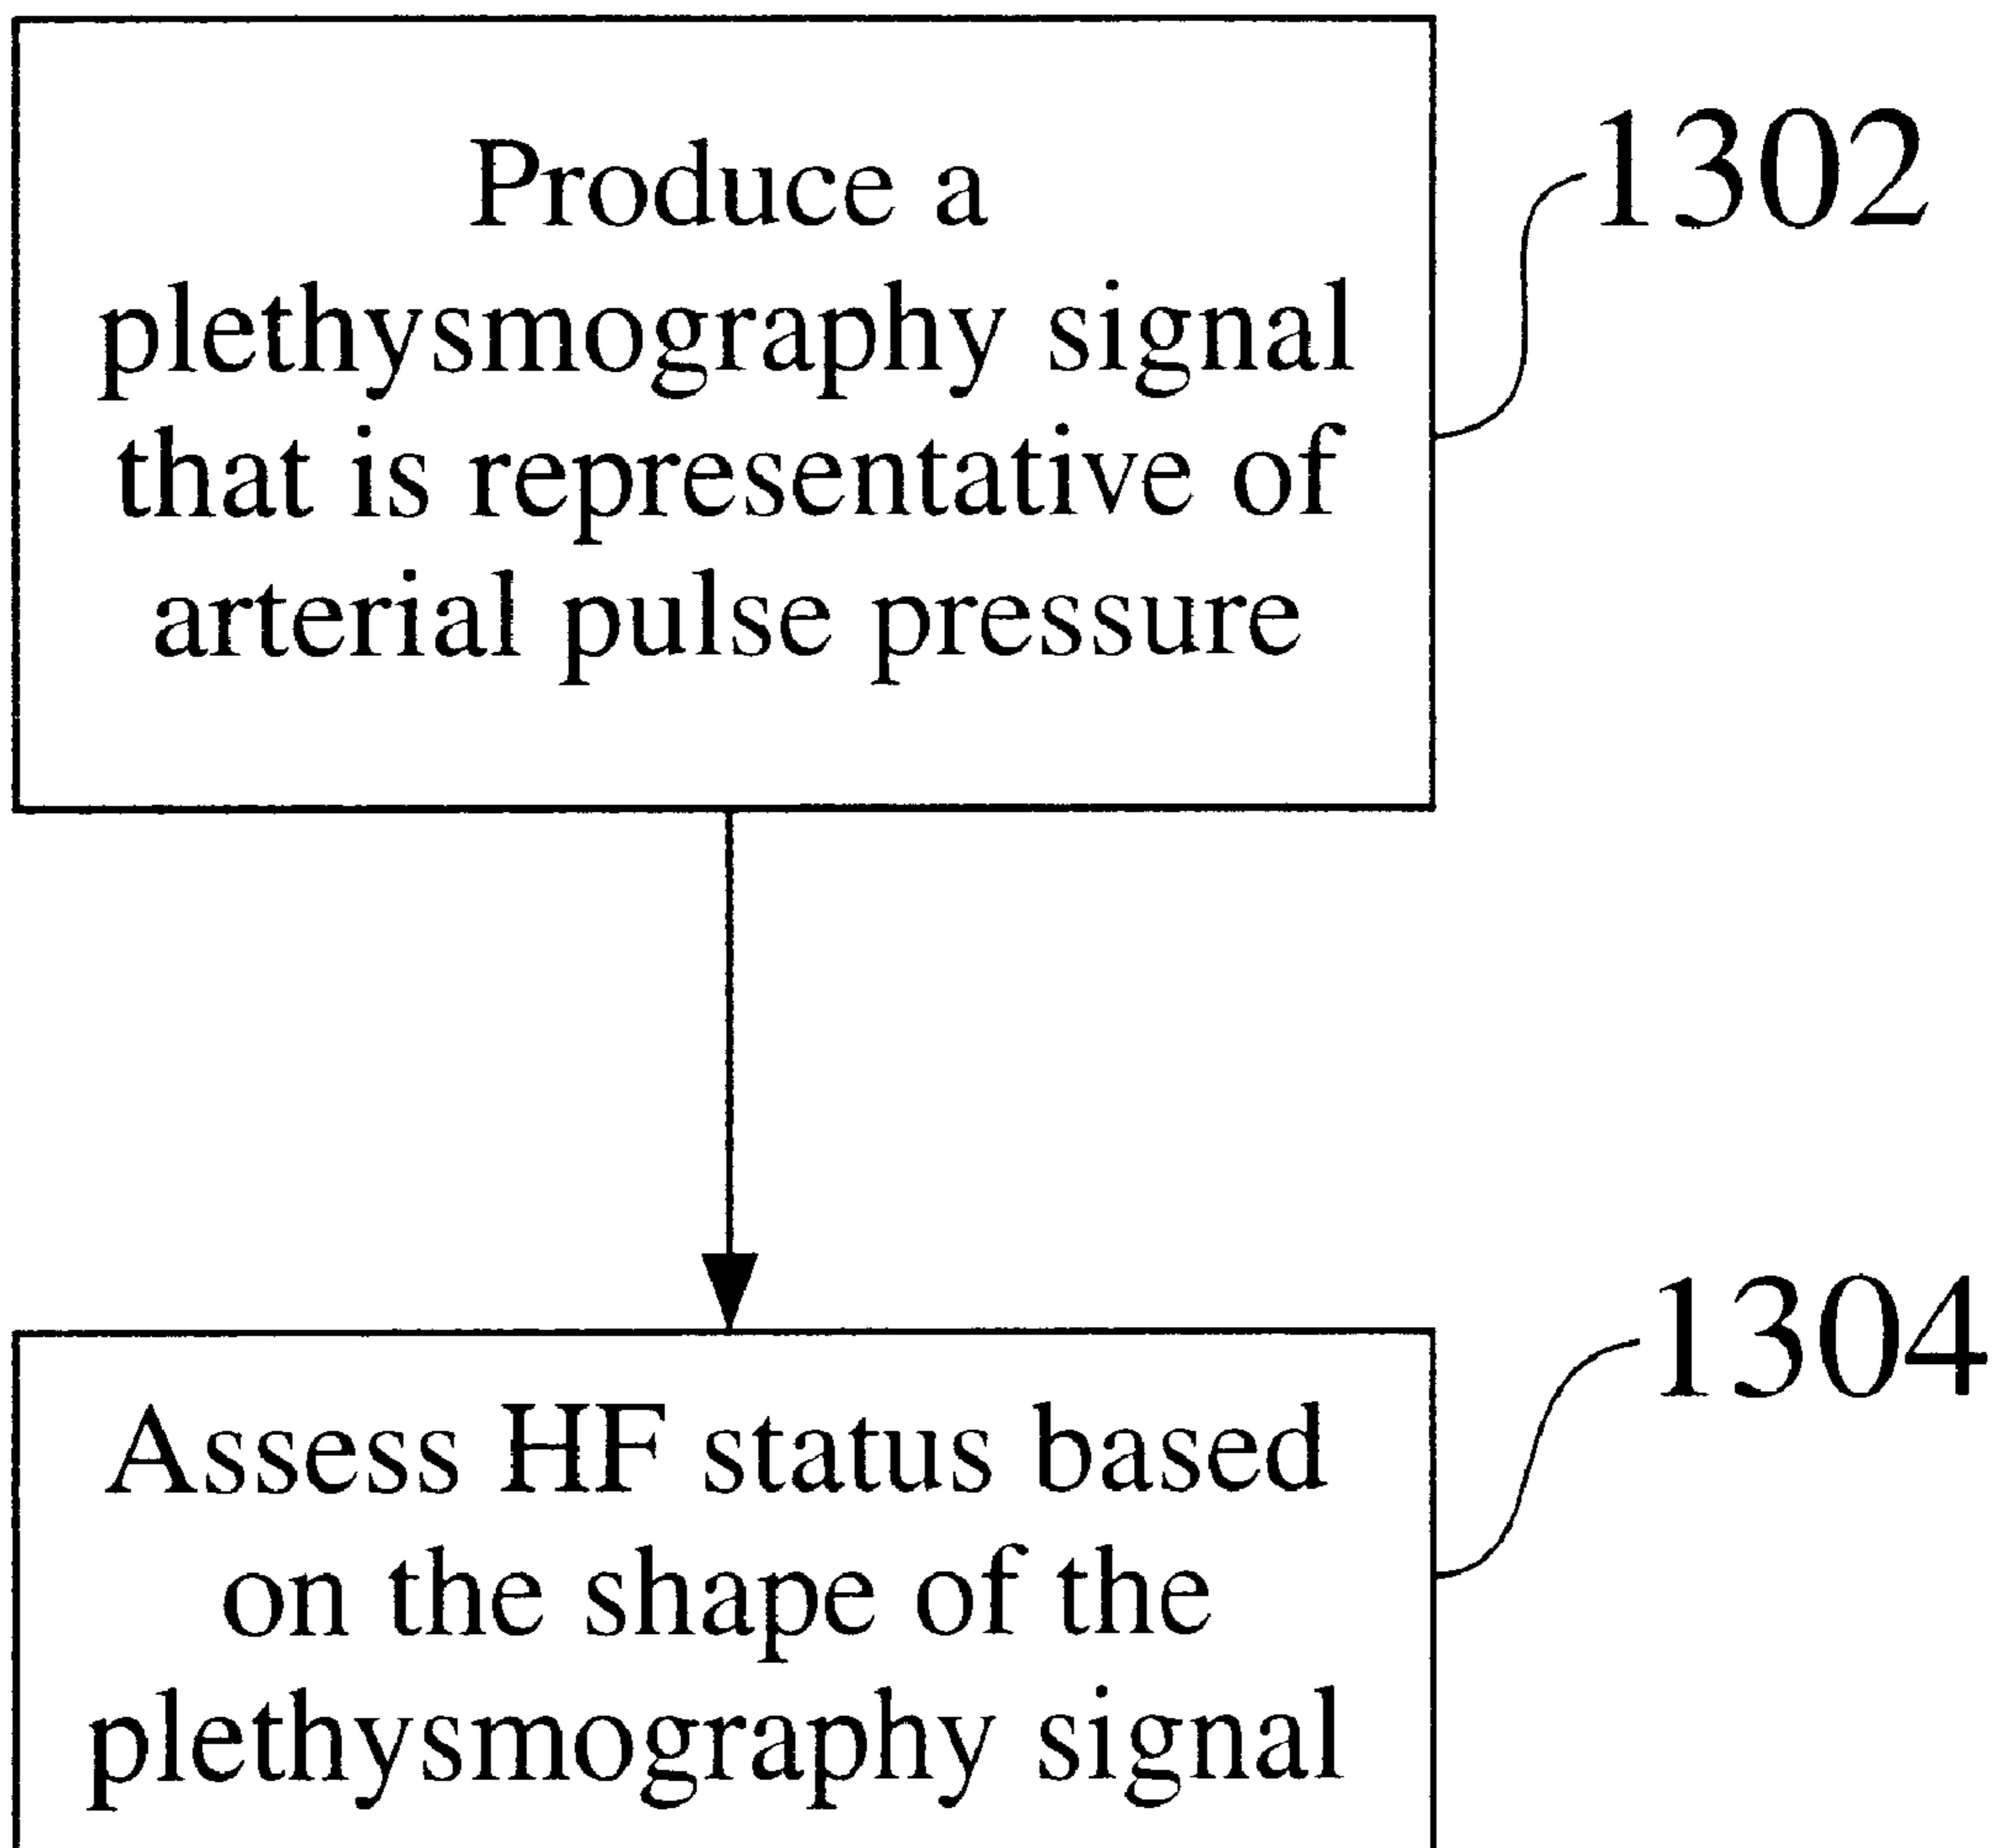 Produce a
plethysmography signal
that is representative of
arterial pulse pressure
1302
Assess HF status based
on the shape of the
plethysmography signal
1304